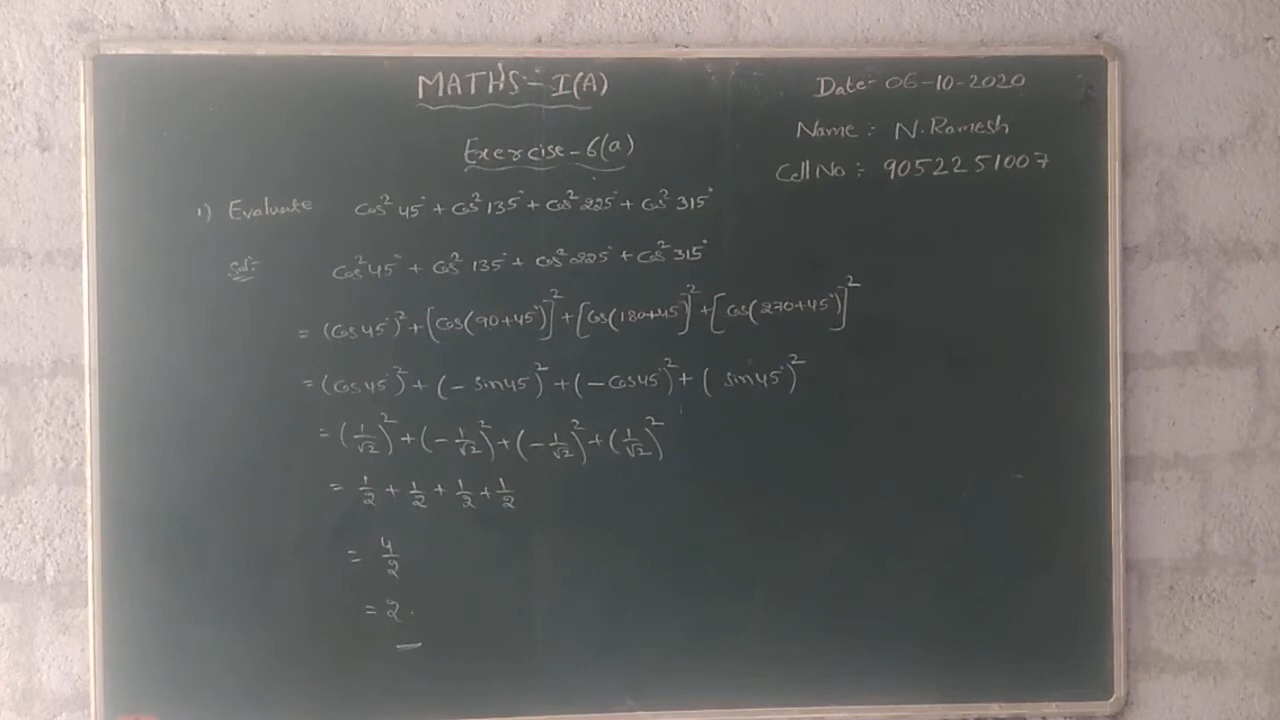 MATHS - I(A)
Date:- 06-10-2020
Name :- N. Ramesh
Cell No :- 9052251007
Exercise - 6(a)
1) Evaluate Cos²45° + Cos²135° + Cos²225° + Cos²315°
Sol:- Cos²45° + Cos²135° + Cos²225° + Cos²315°
= (Cos45°)² + [Cos(90+45°)]² + [Cos(180+45°)]² + [Cos(270+45°)]²
= (Cos45°)² + (-Sin45°)² + (-Cos45°)² + (Sin45°)²
= (1/√2)² + (-1/√2)² + (-1/√2)² + (1/√2)²
= 1/2 + 1/2 + 1/2 + 1/2
= 4/2
= 2.